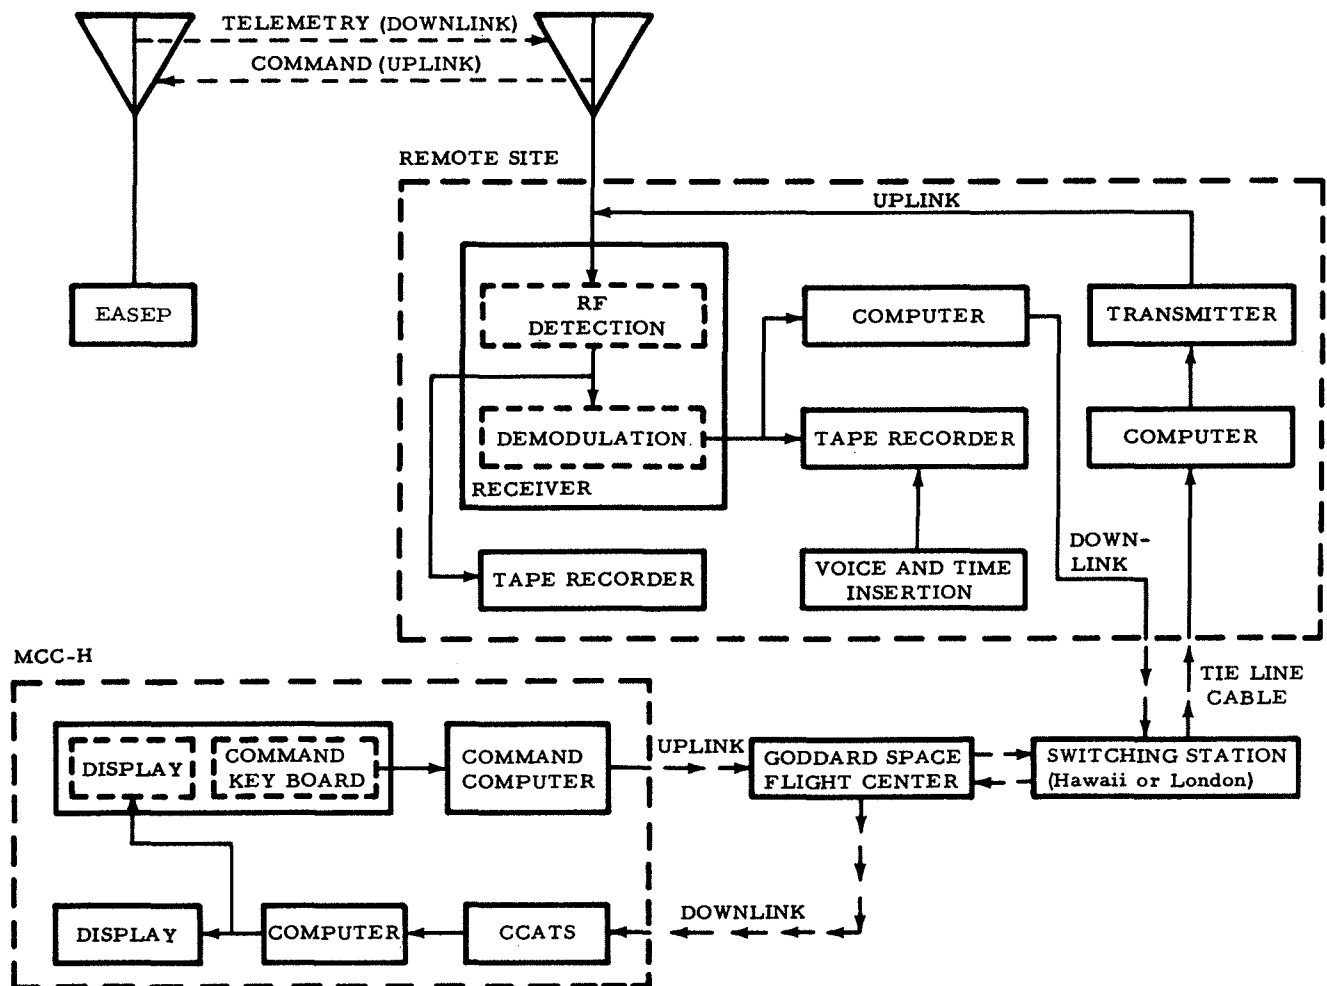 TELEMETRY (DOWNLINK)
COMMAND (UPLINK)
REMOTE SITE
UPLINK
EASEP
RF
DETECTION
COMPUTER
TRANSMITTER
DEMODULATION
TAPE RECORDER
COMPUTER
RECEIVER
DOWN-
LINK
TAPE RECORDER
VOICE AND TIME
INSERTION
MCC-H
TIE LINE
CABLE
DISPLAY
COMMAND
KEY BOARD
COMMAND
COMPUTER
UPLINK
GODDARD SPACE
FLIGHT CENTER
SWITCHING STATION
(Hawaii or London)
DOWNLINK
DISPLAY
COMPUTER
CCATS